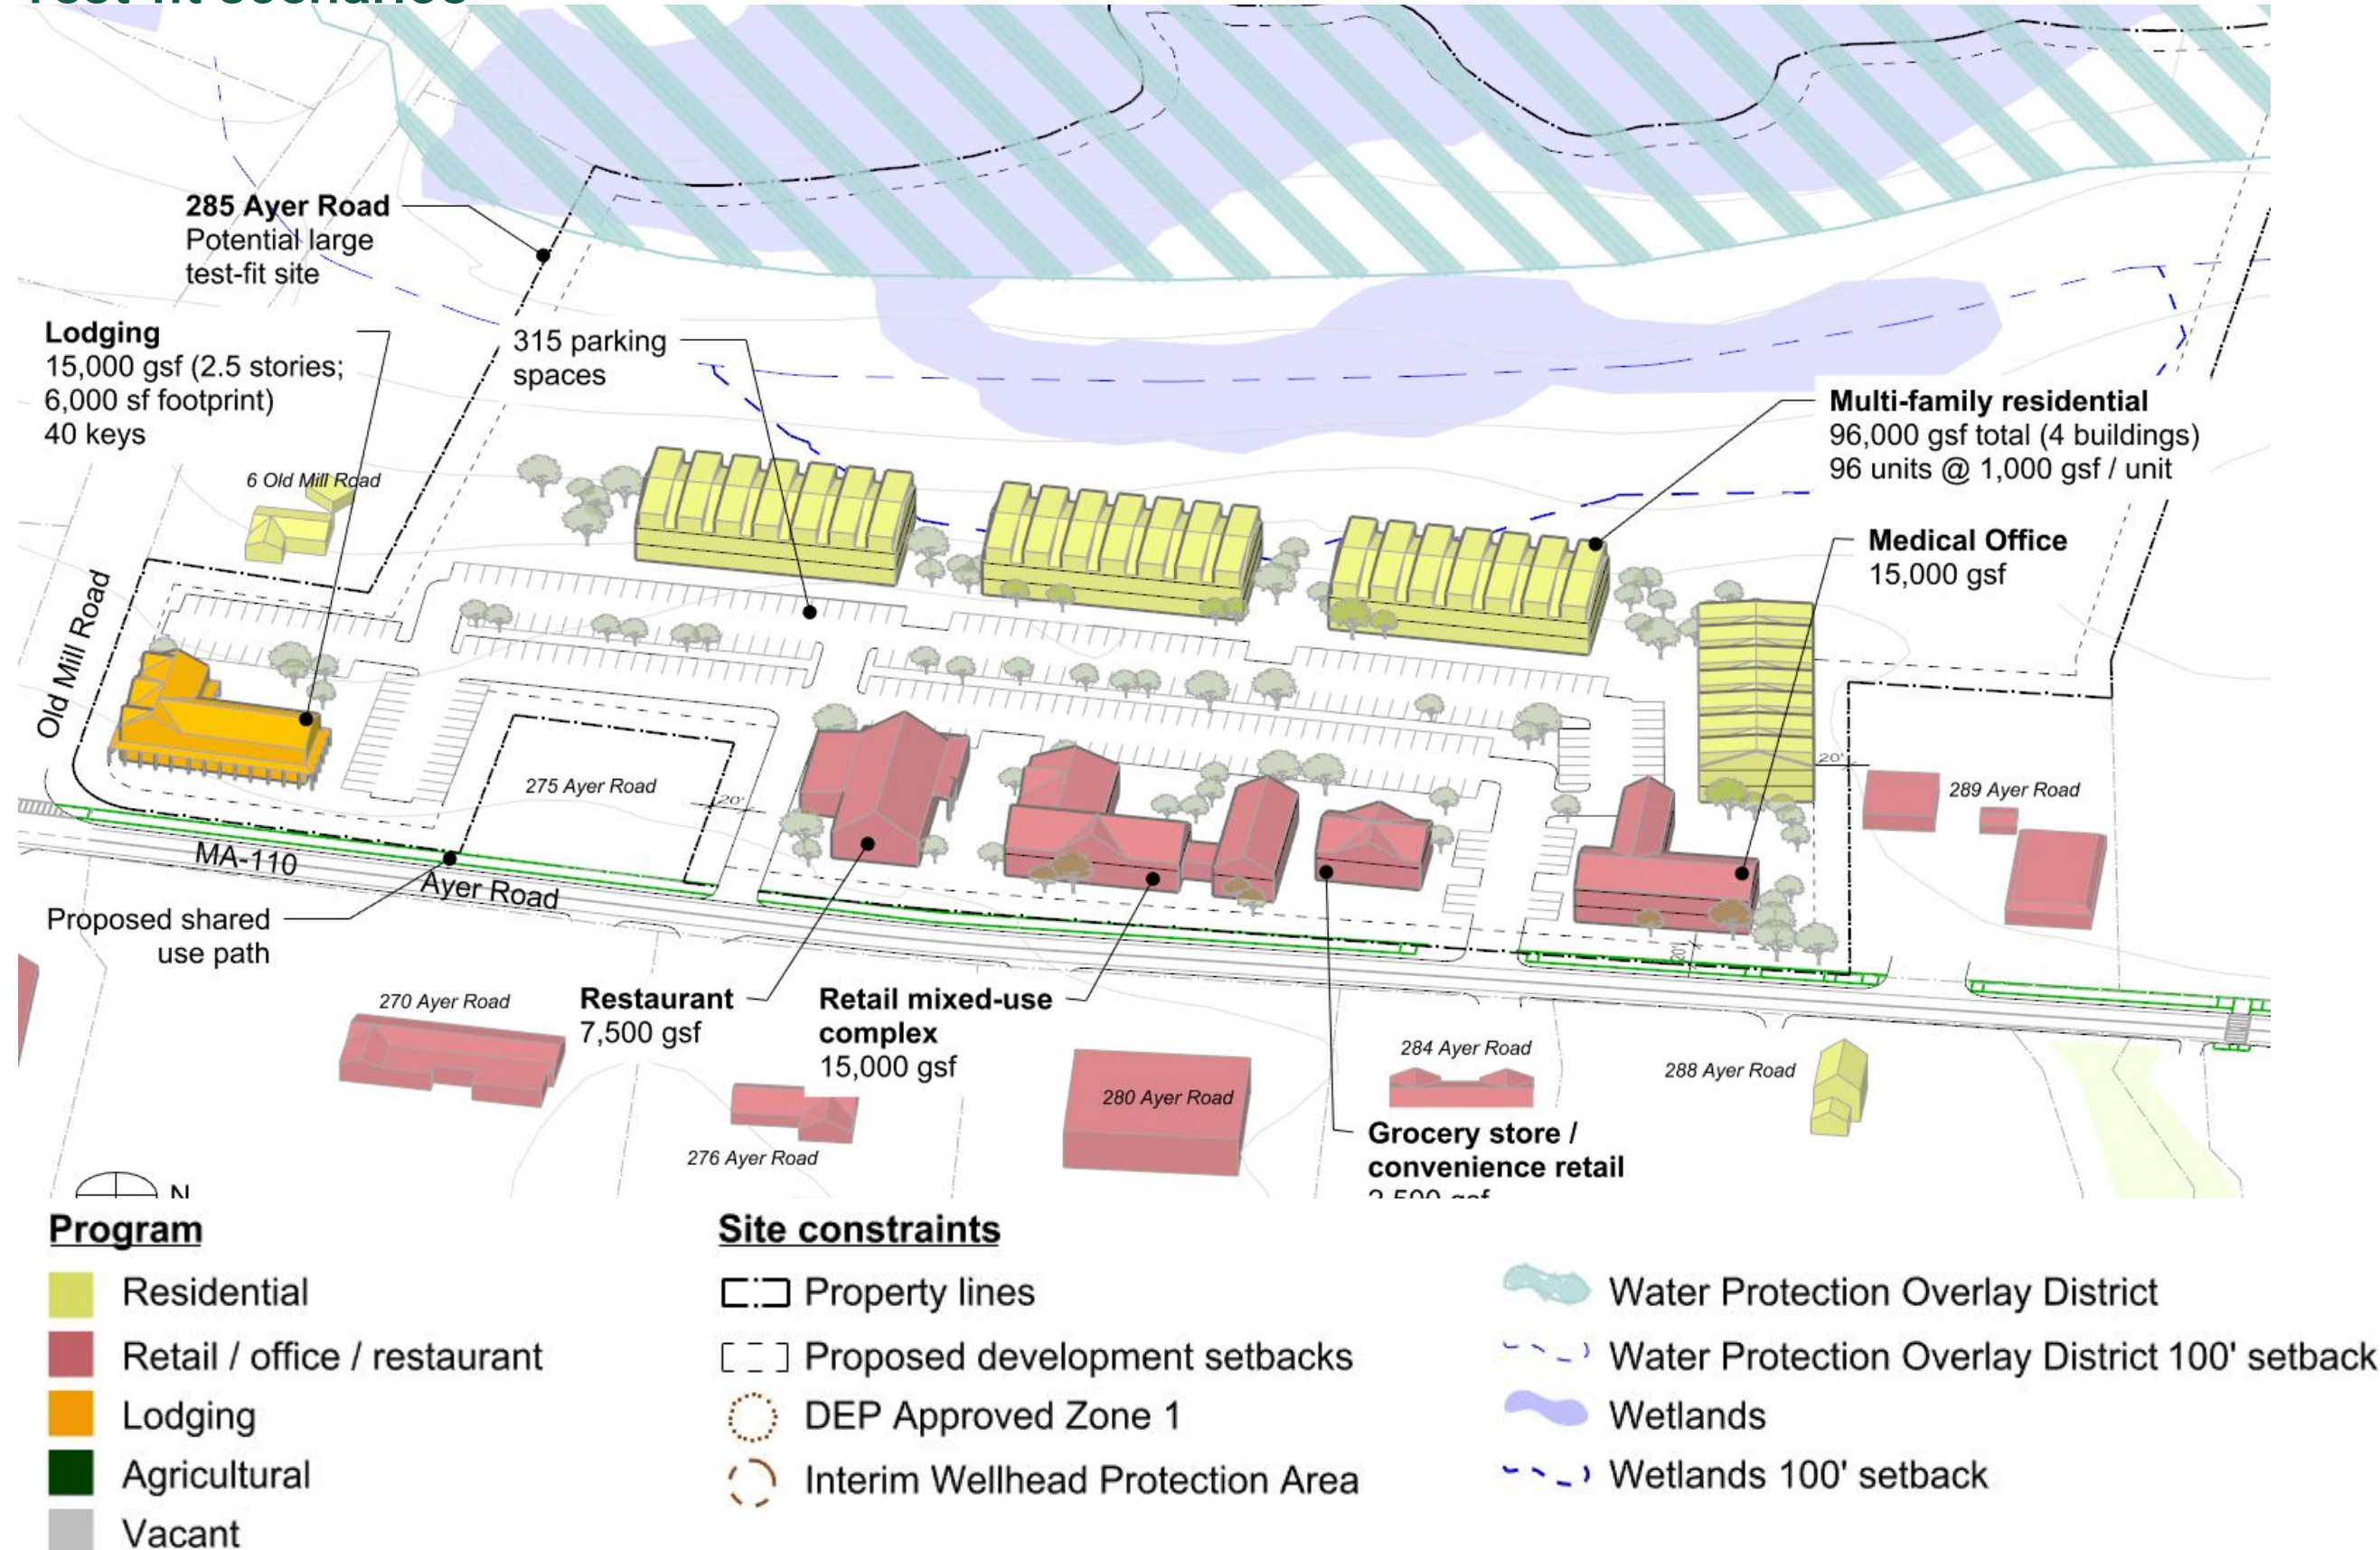 Test-fit scenarios
285 Ayer Road
Potential large
test-fit site
Lodging
15,000 gsf (2.5 stories;
6,000 sf footprint)
40 keys
315 parking
spaces
Multi-family residential
96,000 gsf total (4 buildings)
96 units @ 1,000 gsf / unit
6 Old Mill Road
Medical Office
15,000 gsf
Old Mill Road
275 Ayer Road
20'
20'
289 Ayer Road
MA-110
Ayer Road
20'
Proposed shared
use path
270 Ayer Road
Restaurant
7,500 gsf
Retail mixed-use
complex
15,000 gsf
276 Ayer Road
280 Ayer Road
284 Ayer Road
288 Ayer Road
Grocery store /
convenience retail
gsf
N
Program
Residential
Retail / office / restaurant
Lodging
Agricultural
Vacant
Site constraints
Property lines
Proposed development setbacks
DEP Approved Zone 1
Interim Wellhead Protection Area
Water Protection Overlay District
Water Protection Overlay District 100' setback
Wetlands
Wetlands 100' setback